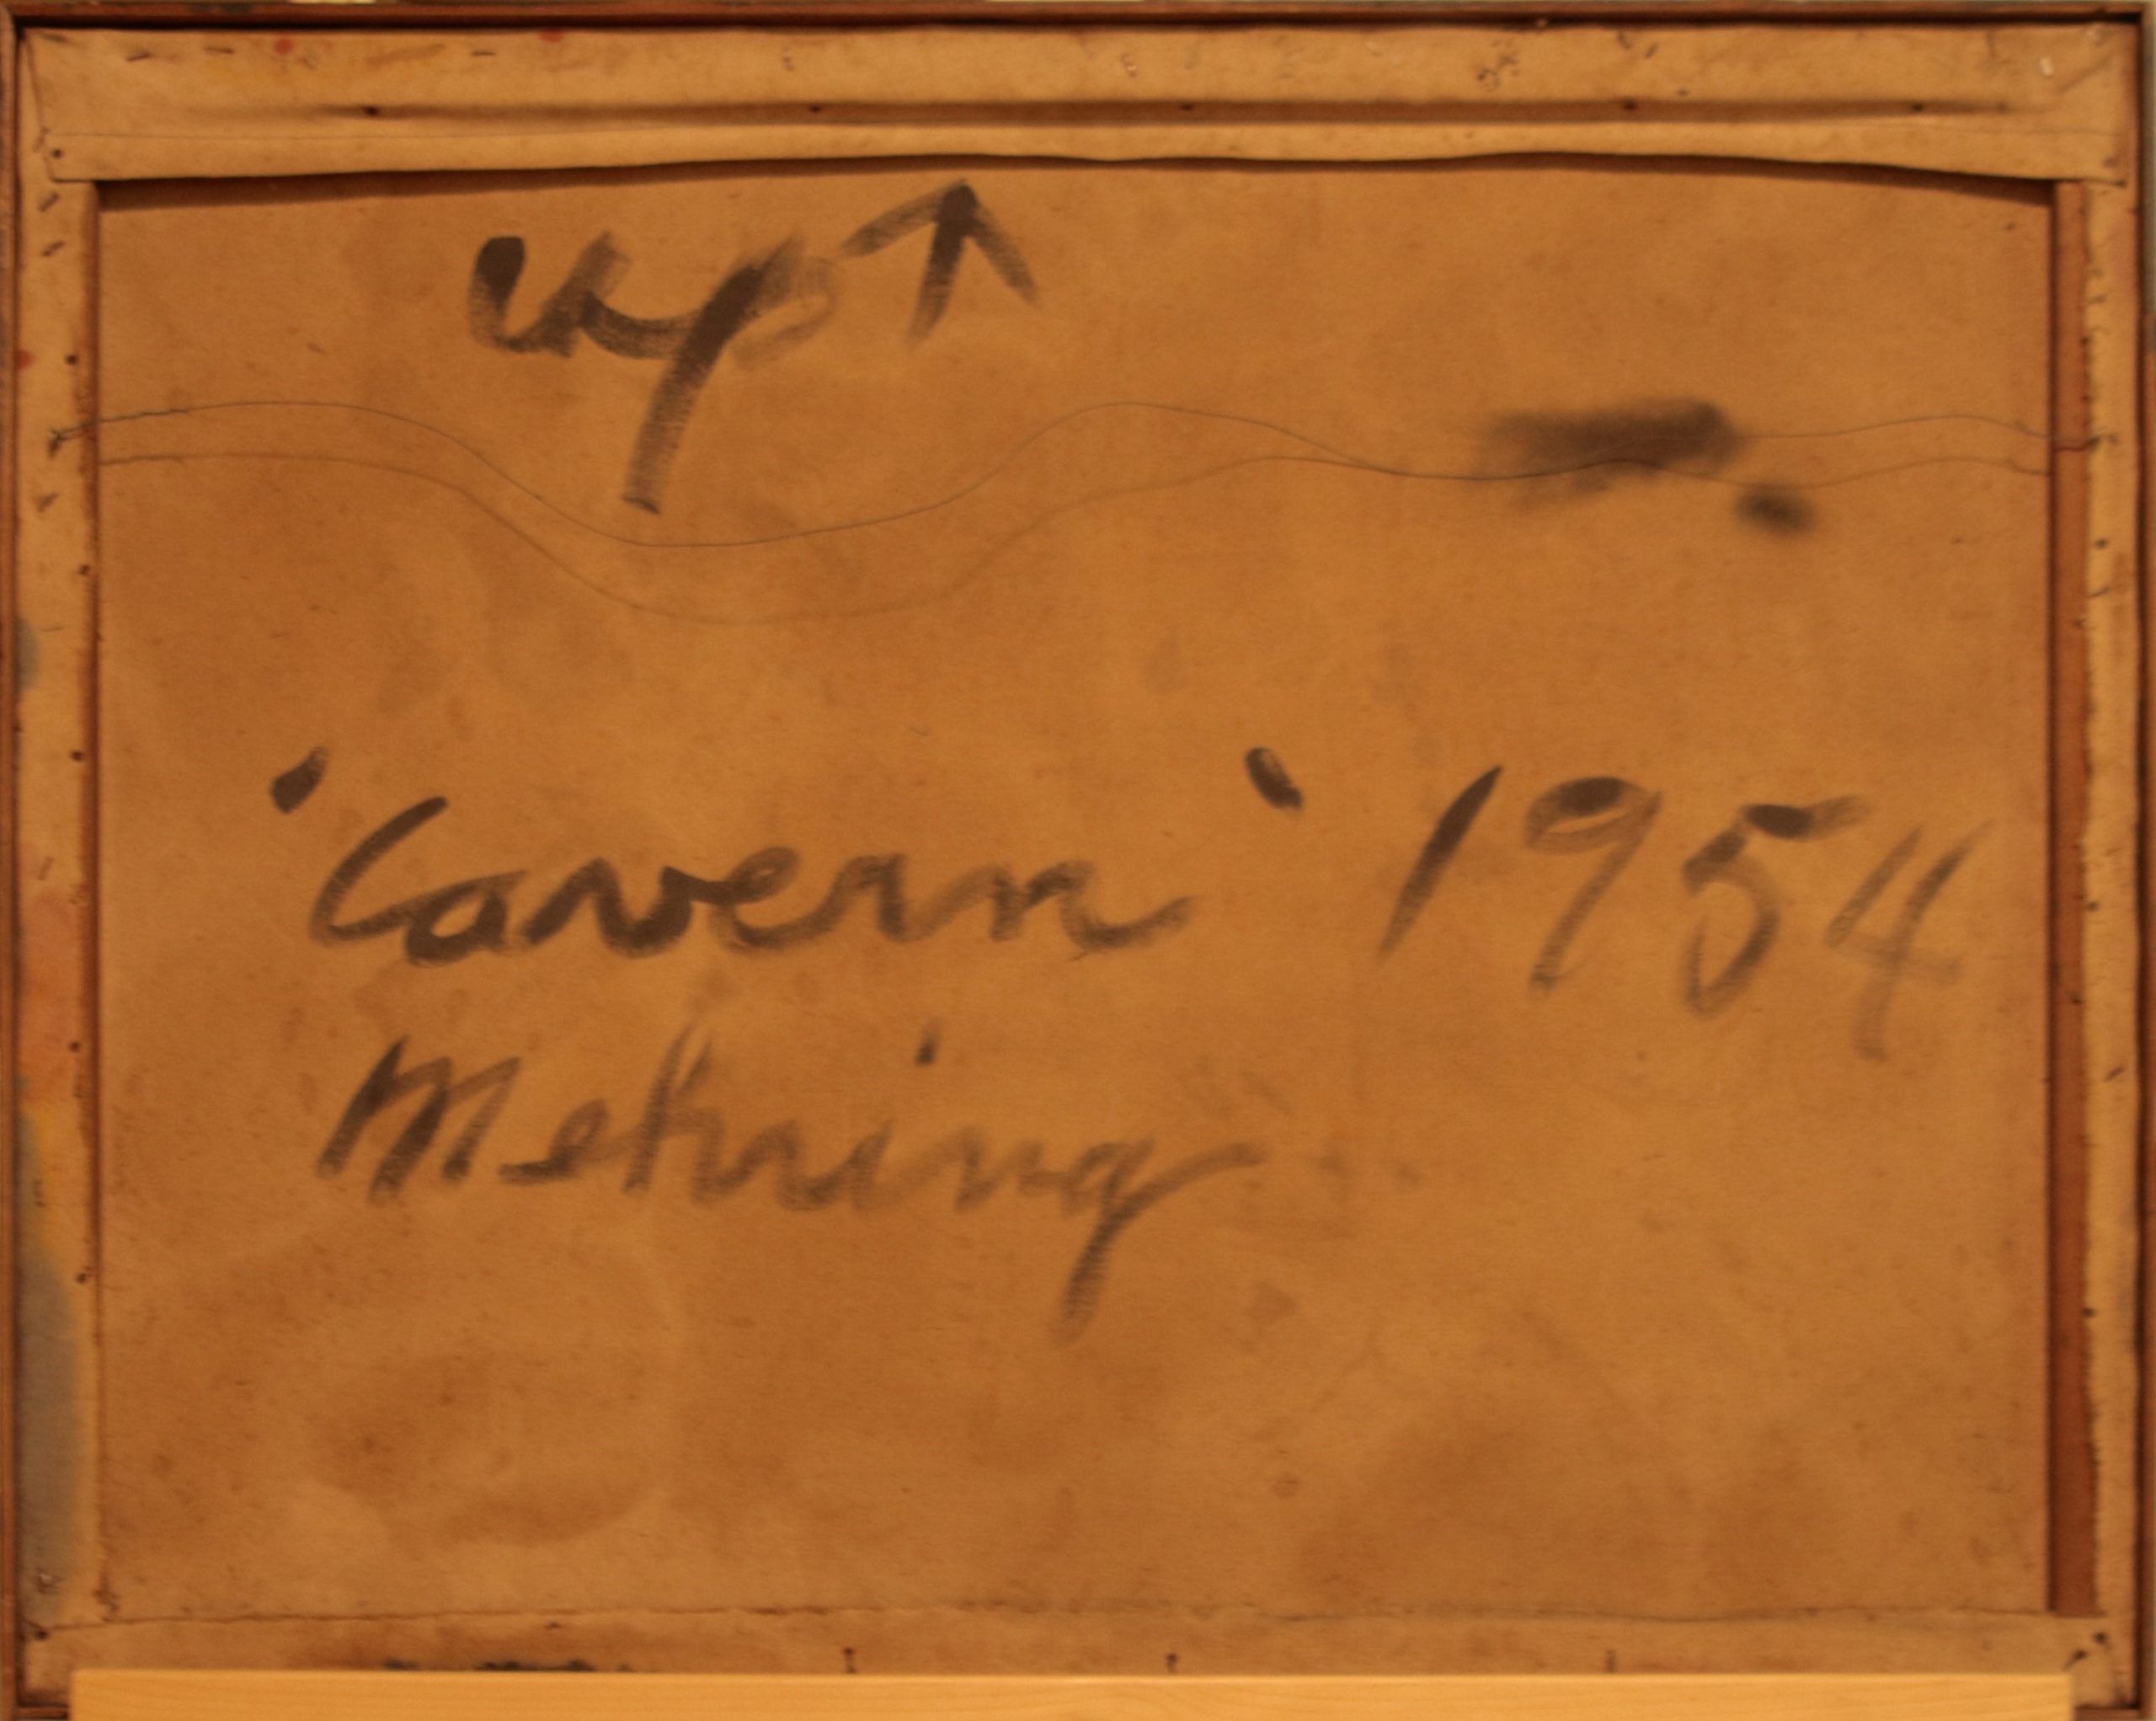 up ↑
'Cavern' 1954
Mehring